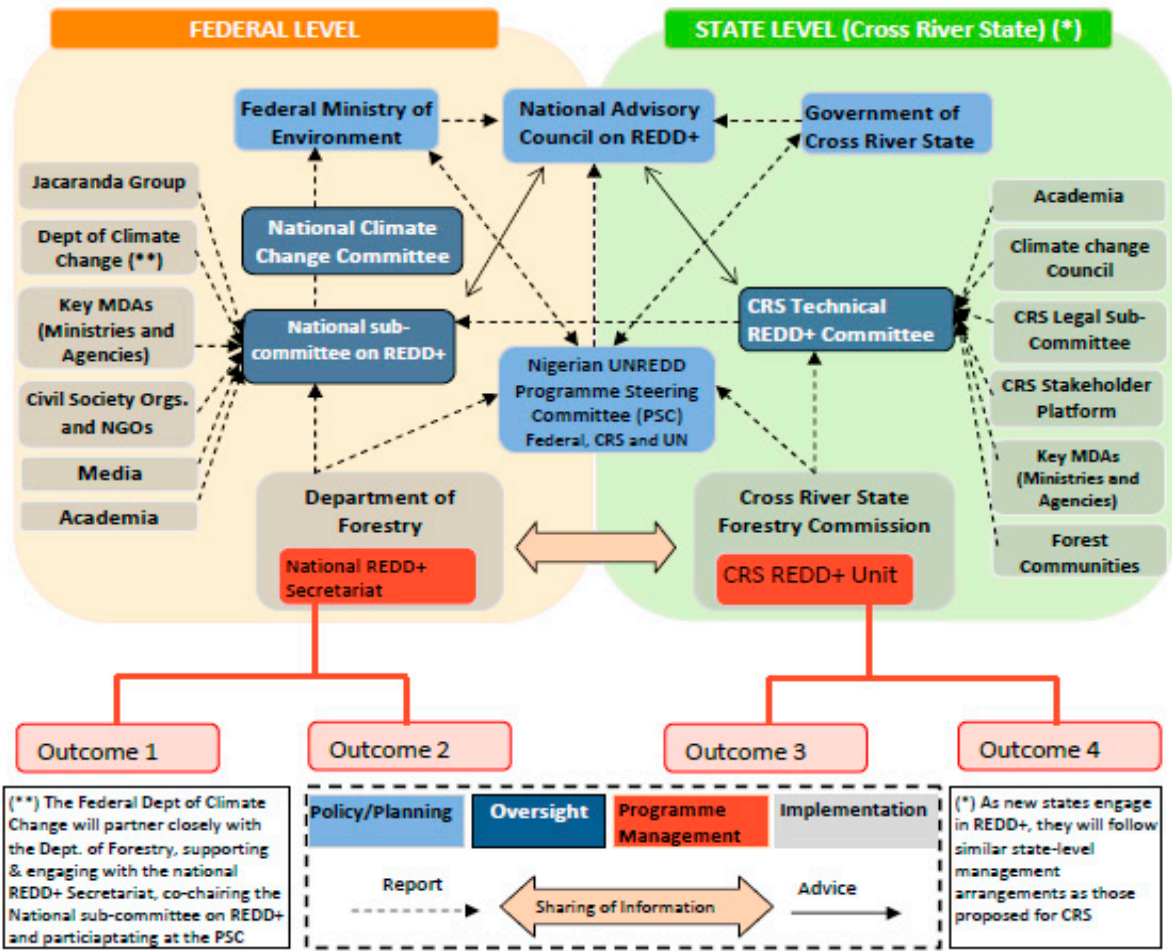 FEDERAL LEVEL
STATE LEVEL (Cross River State) (*)
Federal Ministry of
Environment
National Advisory
Council on REDD+
Government of
Cross River State
Jacaranda Group
Dept of Climate
Change (**)
Key MDAs
(Ministries and
Agencies)
Civil Society Orgs.
and NGOs
Media
Academia
National Climate
Change Committee
National sub-
committee on REDD+
CRS Technical
REDD+ Committee
Nigerian UNREDD
Programme Steering
Committee (PSC)
Federal, CRS and UN
Academia
Climate change
Council
CRS Legal Sub-
Committee
CRS Stakeholder
Platform
Key MDAs
(Ministries and
Agencies)
Forest
Communities
Department of
Forestry
National REDD+
Secretariat
Cross River State
Forestry Commission
CRS REDD+ Unit
Outcome 1
Outcome 2
Outcome 3
Outcome 4
(**) The Federal Dept of Climate
Change will partner closely with
the Dept. of Forestry, supporting
& engaging with the national
REDD+ Secretariat, co-chairing the
National sub-committee on REDD+
and particiaptating at the PSC
Policy/Planning
Oversight
Programme
Management
Implementation
Report
Sharing of Information
Advice
(*) As new states engage
in REDD+, they will follow
similar state-level
management
arrangements as those
proposed for CRS